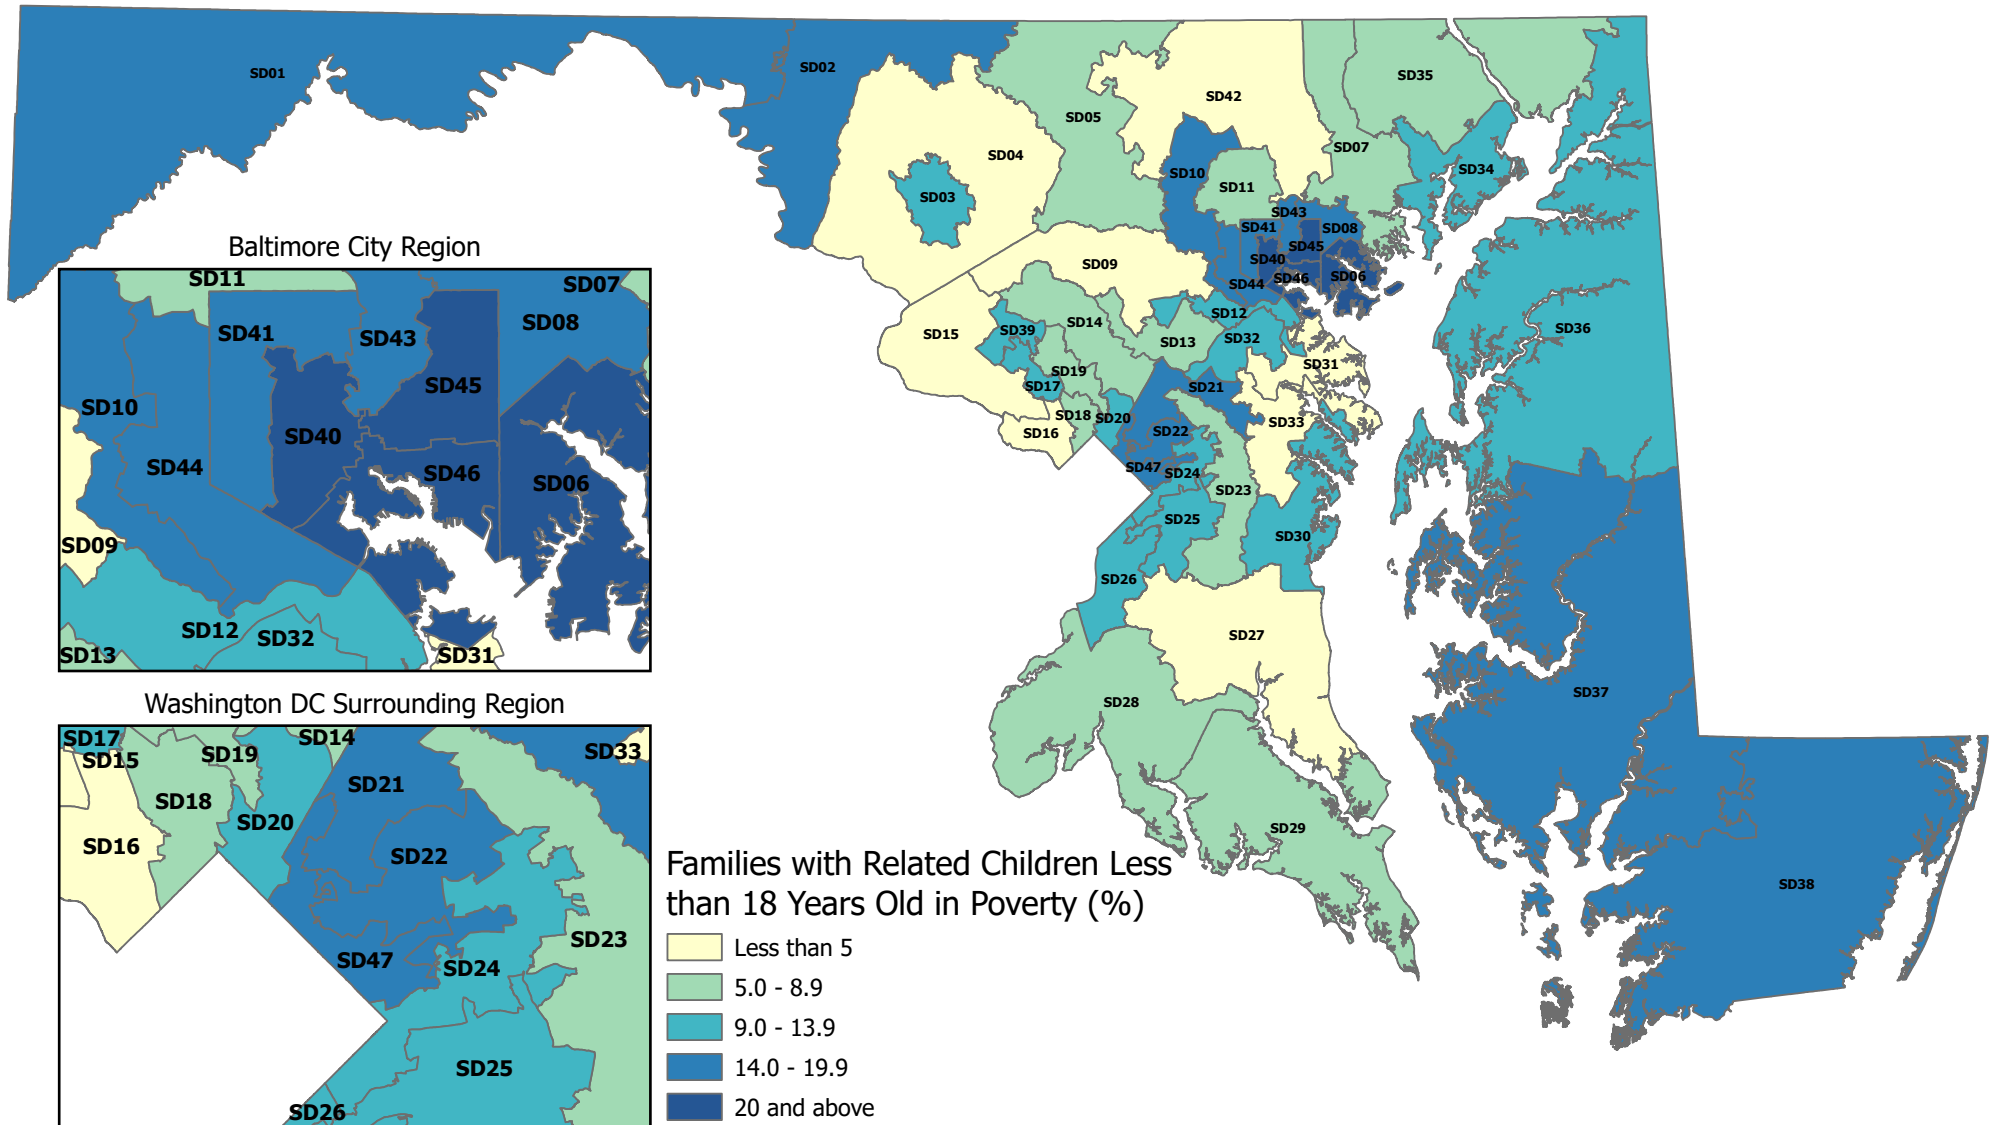 SD01
SD02
SD35
SD42
SD05
SD07
SD04
SD34
SD10
SD11
SD03
SD43
SD41
SD08
SD45
SD09
SD40
SD46
SD06
SD44
SD12
SD36
SD39
SD14
SD15
SD13
SD32
SD31
SD19
SD17
SD21
SD18
SD20
SD33
SD16
SD22
SD47
SD24
SD23
SD25
SD30
SD26
SD27
SD37
SD28
SD29
SD38
Baltimore City Region
SD11
SD07
SD08
SD41
SD43
SD45
SD10
SD40
SD44
SD46
SD06
SD09
SD12
SD32
SD13
SD31
Washington DC Surrounding Region
SD17
SD14
SD19
SD33
SD15
SD21
SD18
SD20
SD16
SD22
SD23
SD47
SD24
SD25
SD26
Families with Related Children Less
than 18 Years Old in Poverty (%)
Less than 5
5.0 - 8.9
9.0 - 13.9
14.0 - 19.9
20 and above